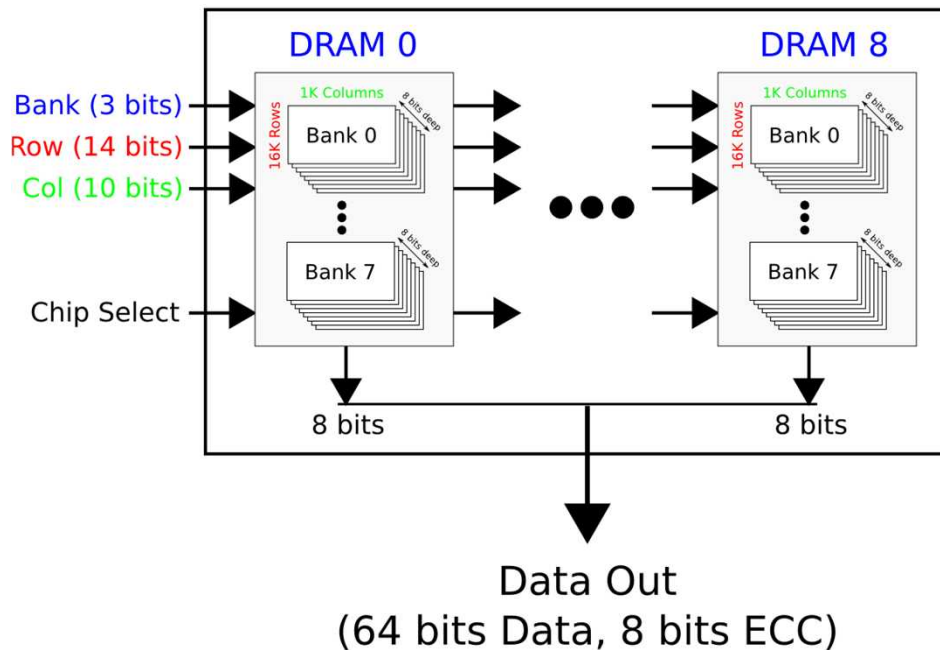 DRAM 0
DRAM 8
Bank (3 bits)
Row (14 bits)
Col (10 bits)
Chip Select
1K Columns
16K Rows
8 bits deep
Bank 0
8 bits deep
Bank 7
1K Columns
16K Rows
8 bits deep
Bank 0
8 bits deep
Bank 7
8 bits
8 bits
Data Out
(64 bits Data, 8 bits ECC)